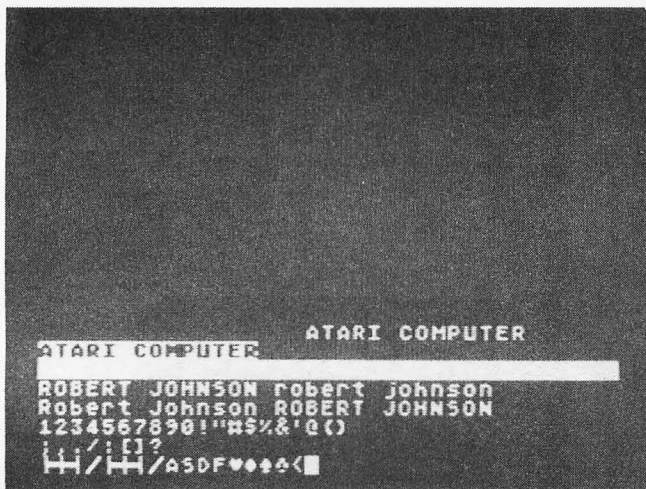 ATARI COMPUTER
ATARI COMPUTER
ROBERT JOHNSON robert johnson
Robert Johnson ROBERT JOHNSON
1234567890!"#$%&'@()
;,./:[]?
├┼┤/├┼┤/ASDF♥♦♠♣<